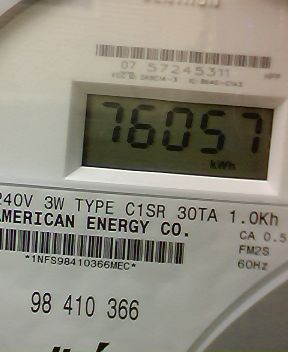 07 57245311
76057
kWh
240V 3W TYPE C1SR 30TA 1.0Kh
AMERICAN ENERGY CO.
CA 0.5
FM2S
60Hz
*1NFS98410366MEC*
98 410 366